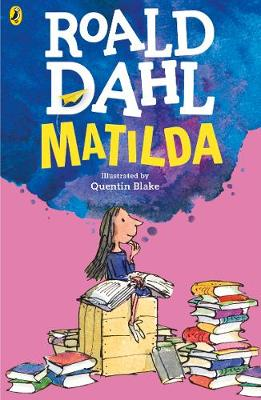 ROALD
DAHL
MATILDA
Illustrated by
Quentin Blake